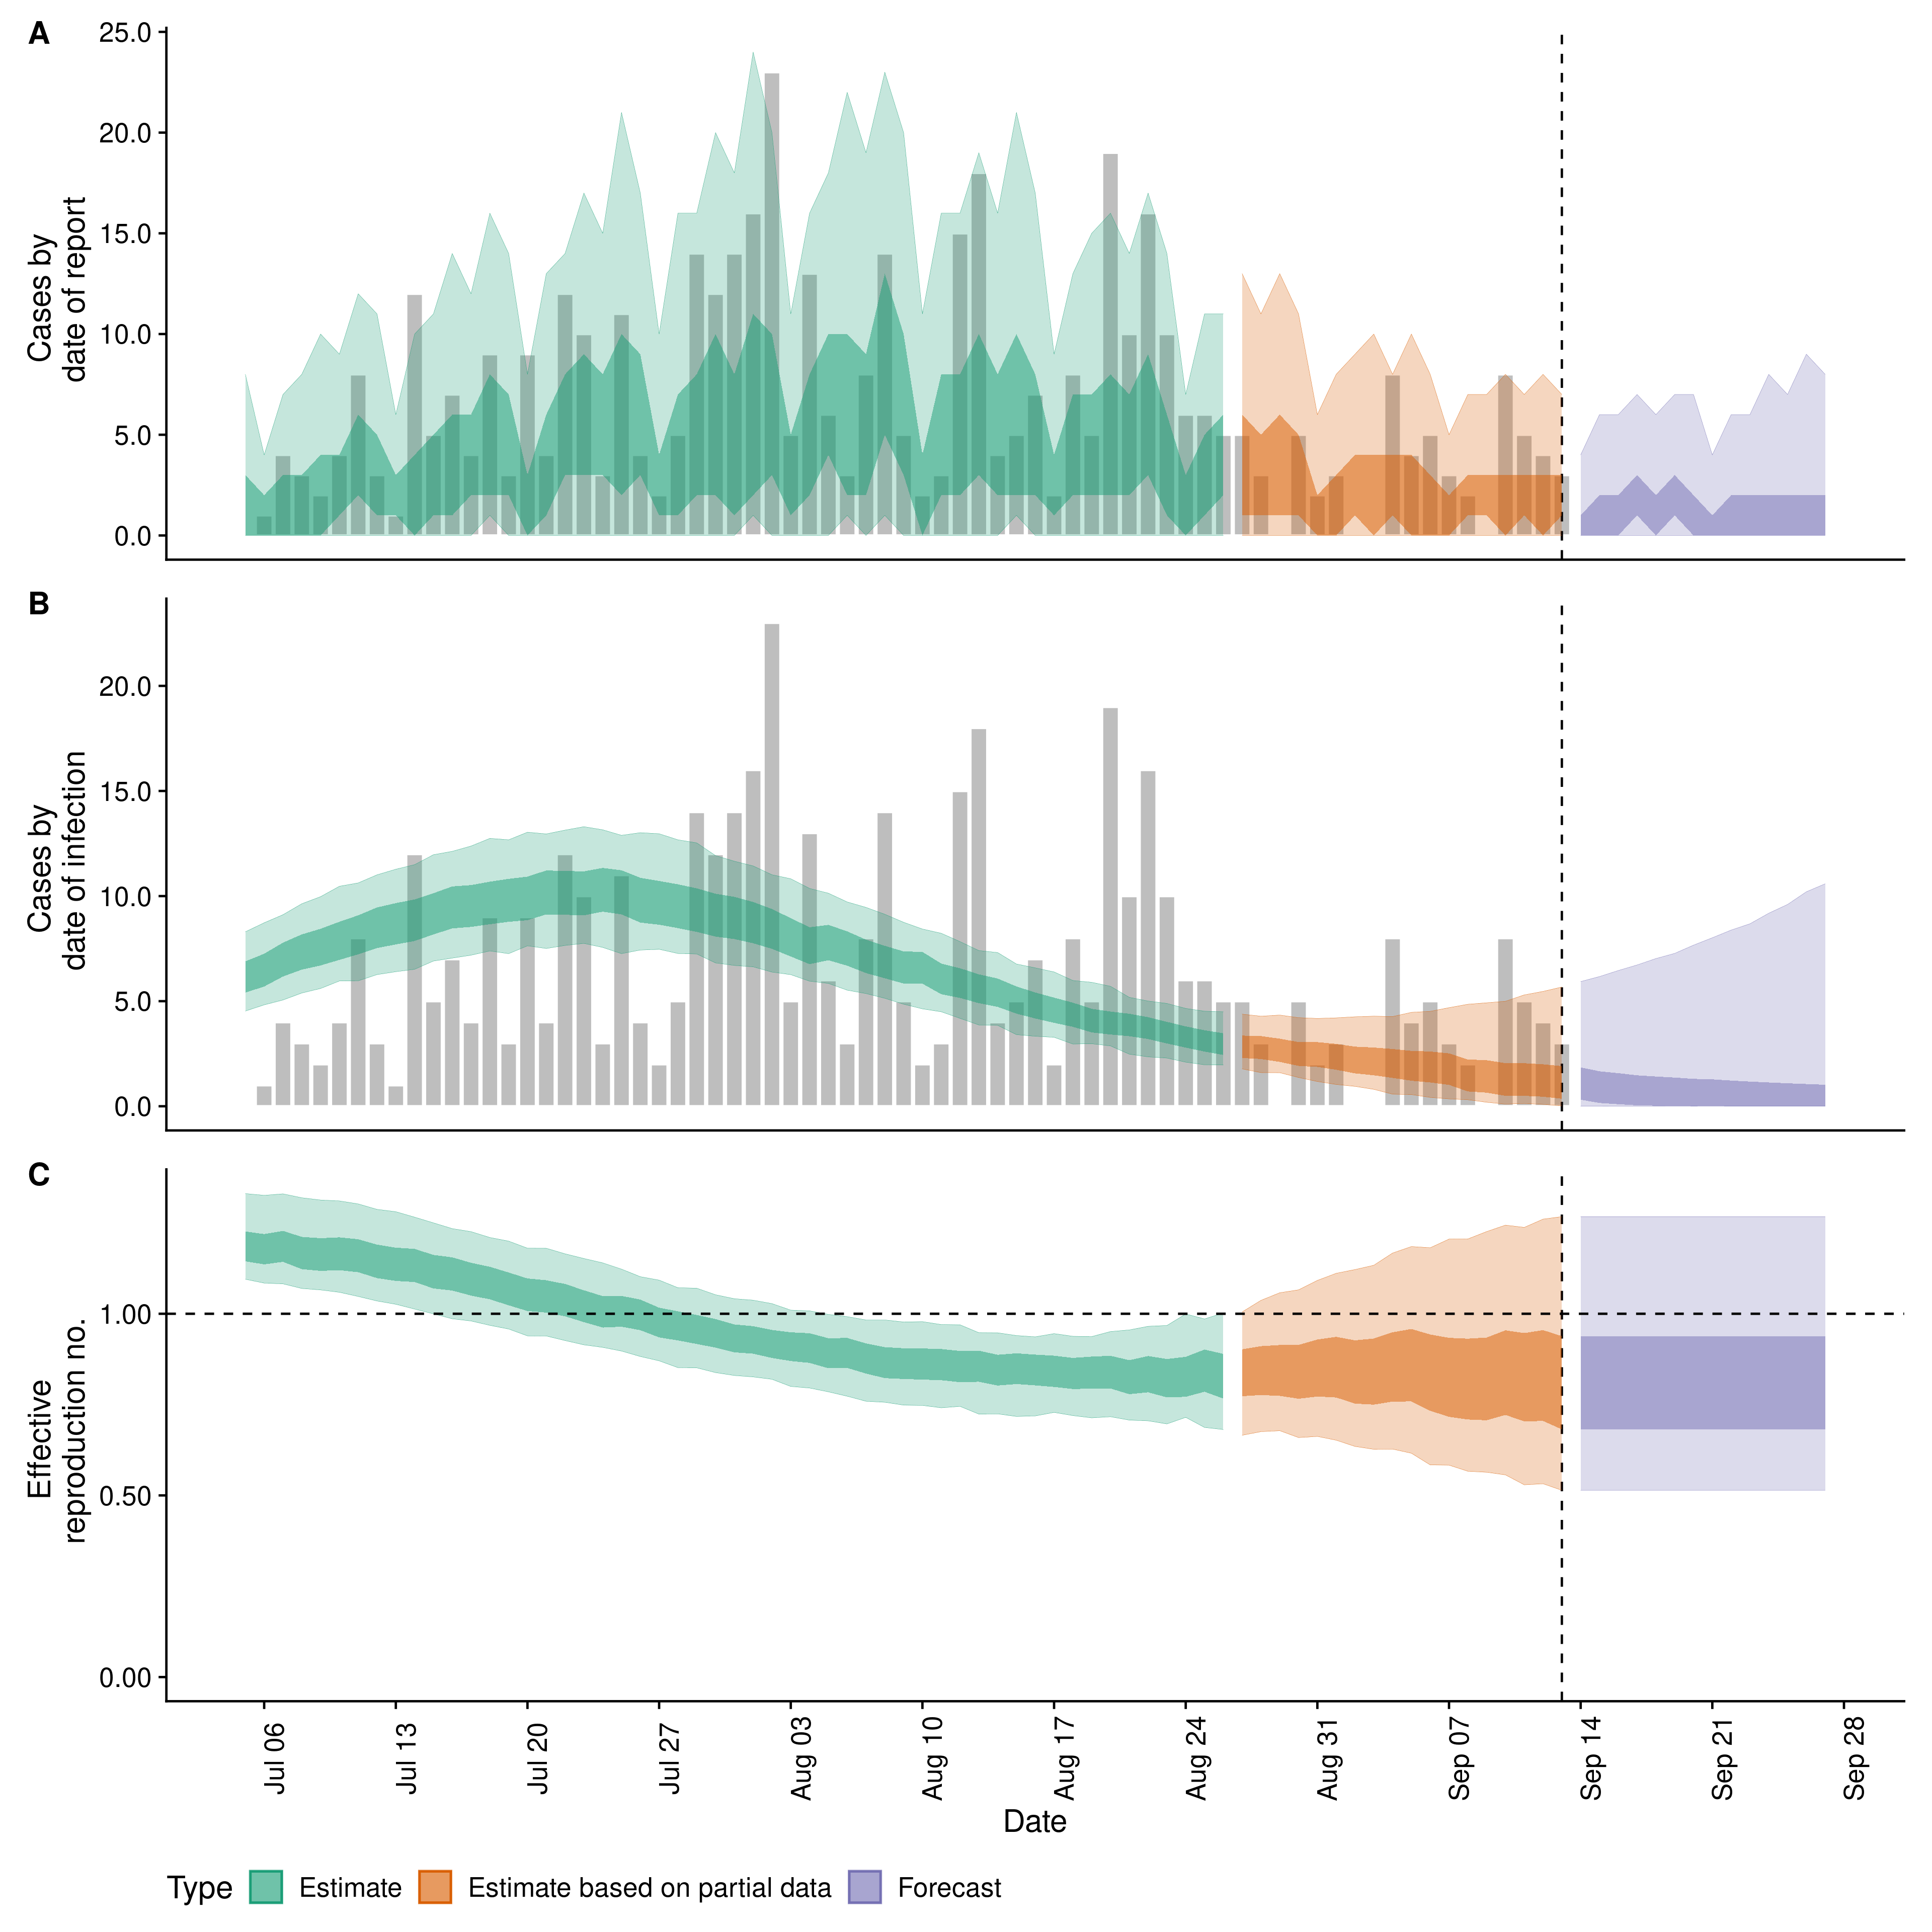 A
25.0
20.0
15.0
10.0
5.0
0.0
Cases by
date of report
B
20.0
15.0
10.0
5.0
0.0
Cases by
date of infection
C
1.00
0.50
0.00
Effective
reproduction no.
Jul 06
Jul 13
Jul 20
Jul 27
Aug 03
Aug 10
Aug 17
Aug 24
Aug 31
Sep 07
Sep 14
Sep 21
Sep 28
Date
Type Estimate Estimate based on partial data Forecast